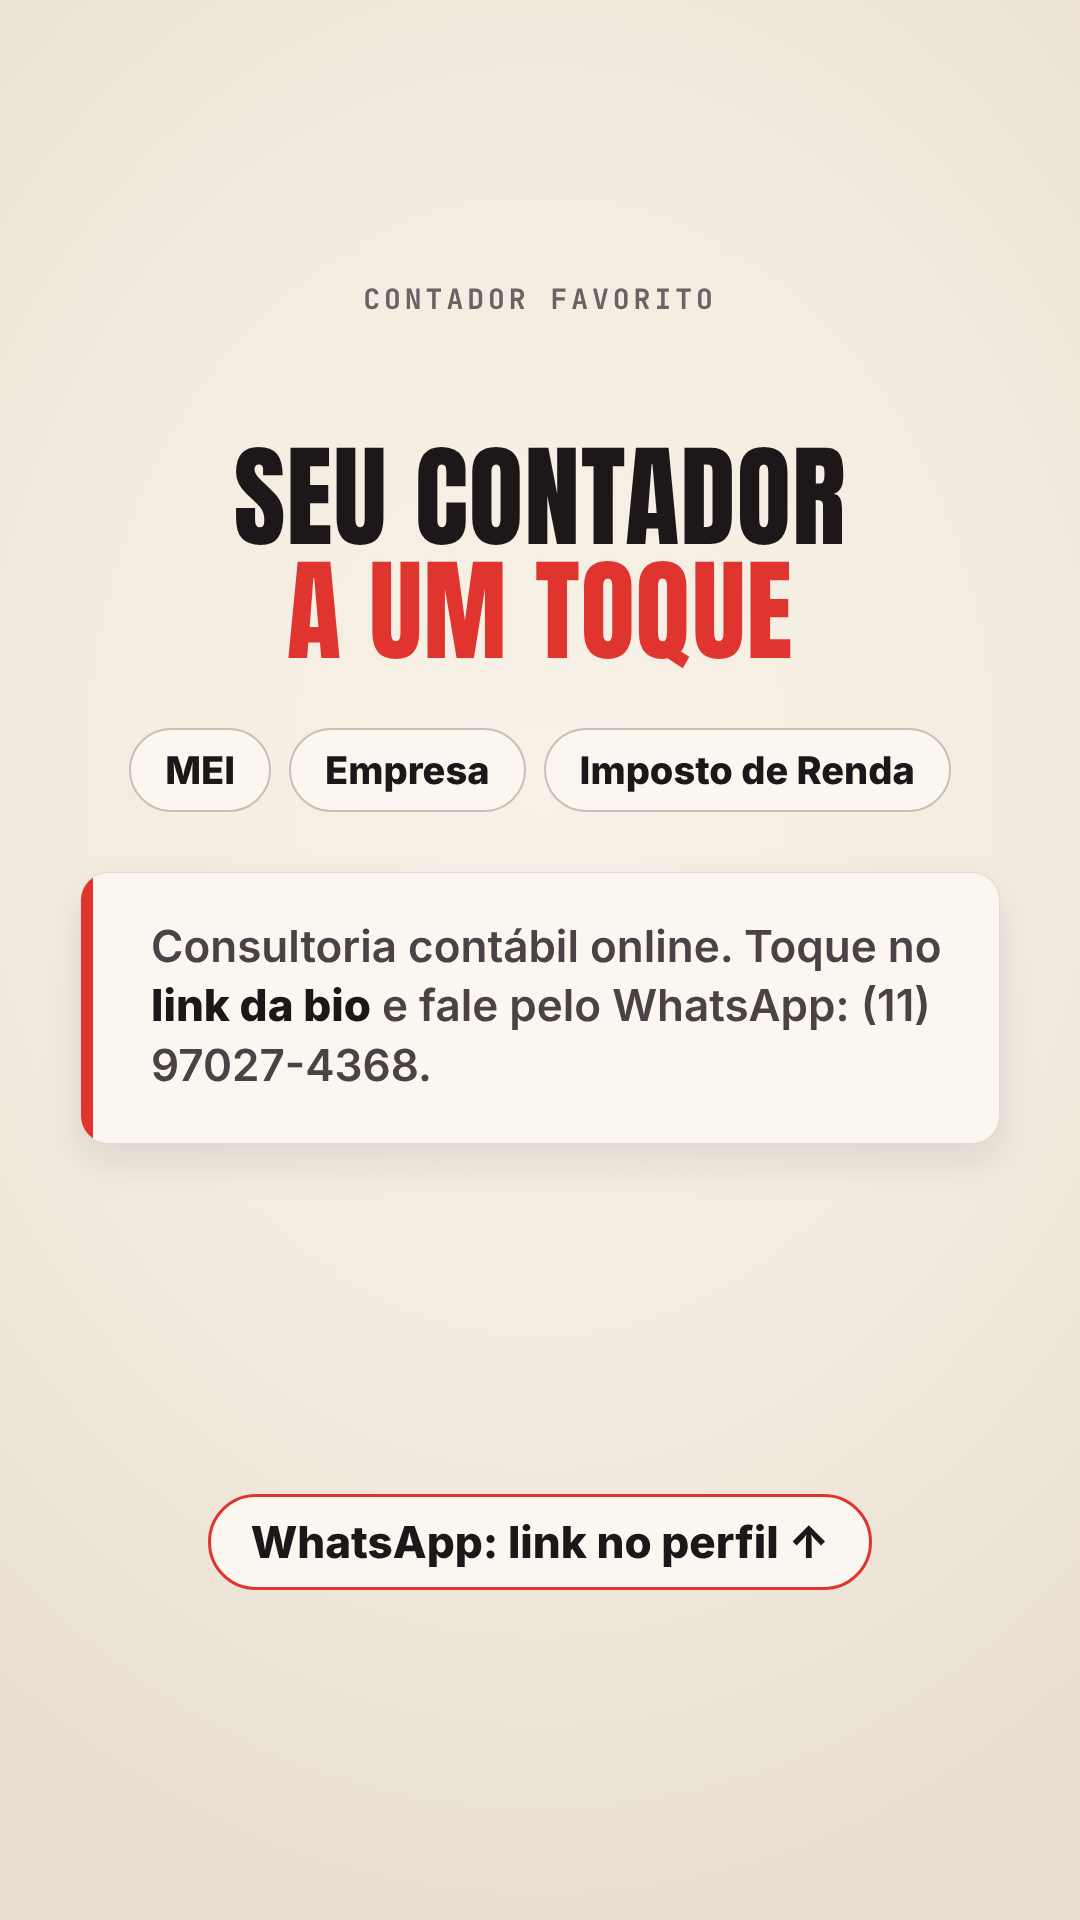 CONTADOR FAVORITO
SEU CONTADOR
A UM TOQUE
MEI
Empresa
Imposto de Renda
Consultoria contábil online. Toque no
link da bio e fale pelo WhatsApp: (11)
97027-4368.
WhatsApp: link no perfil ↑